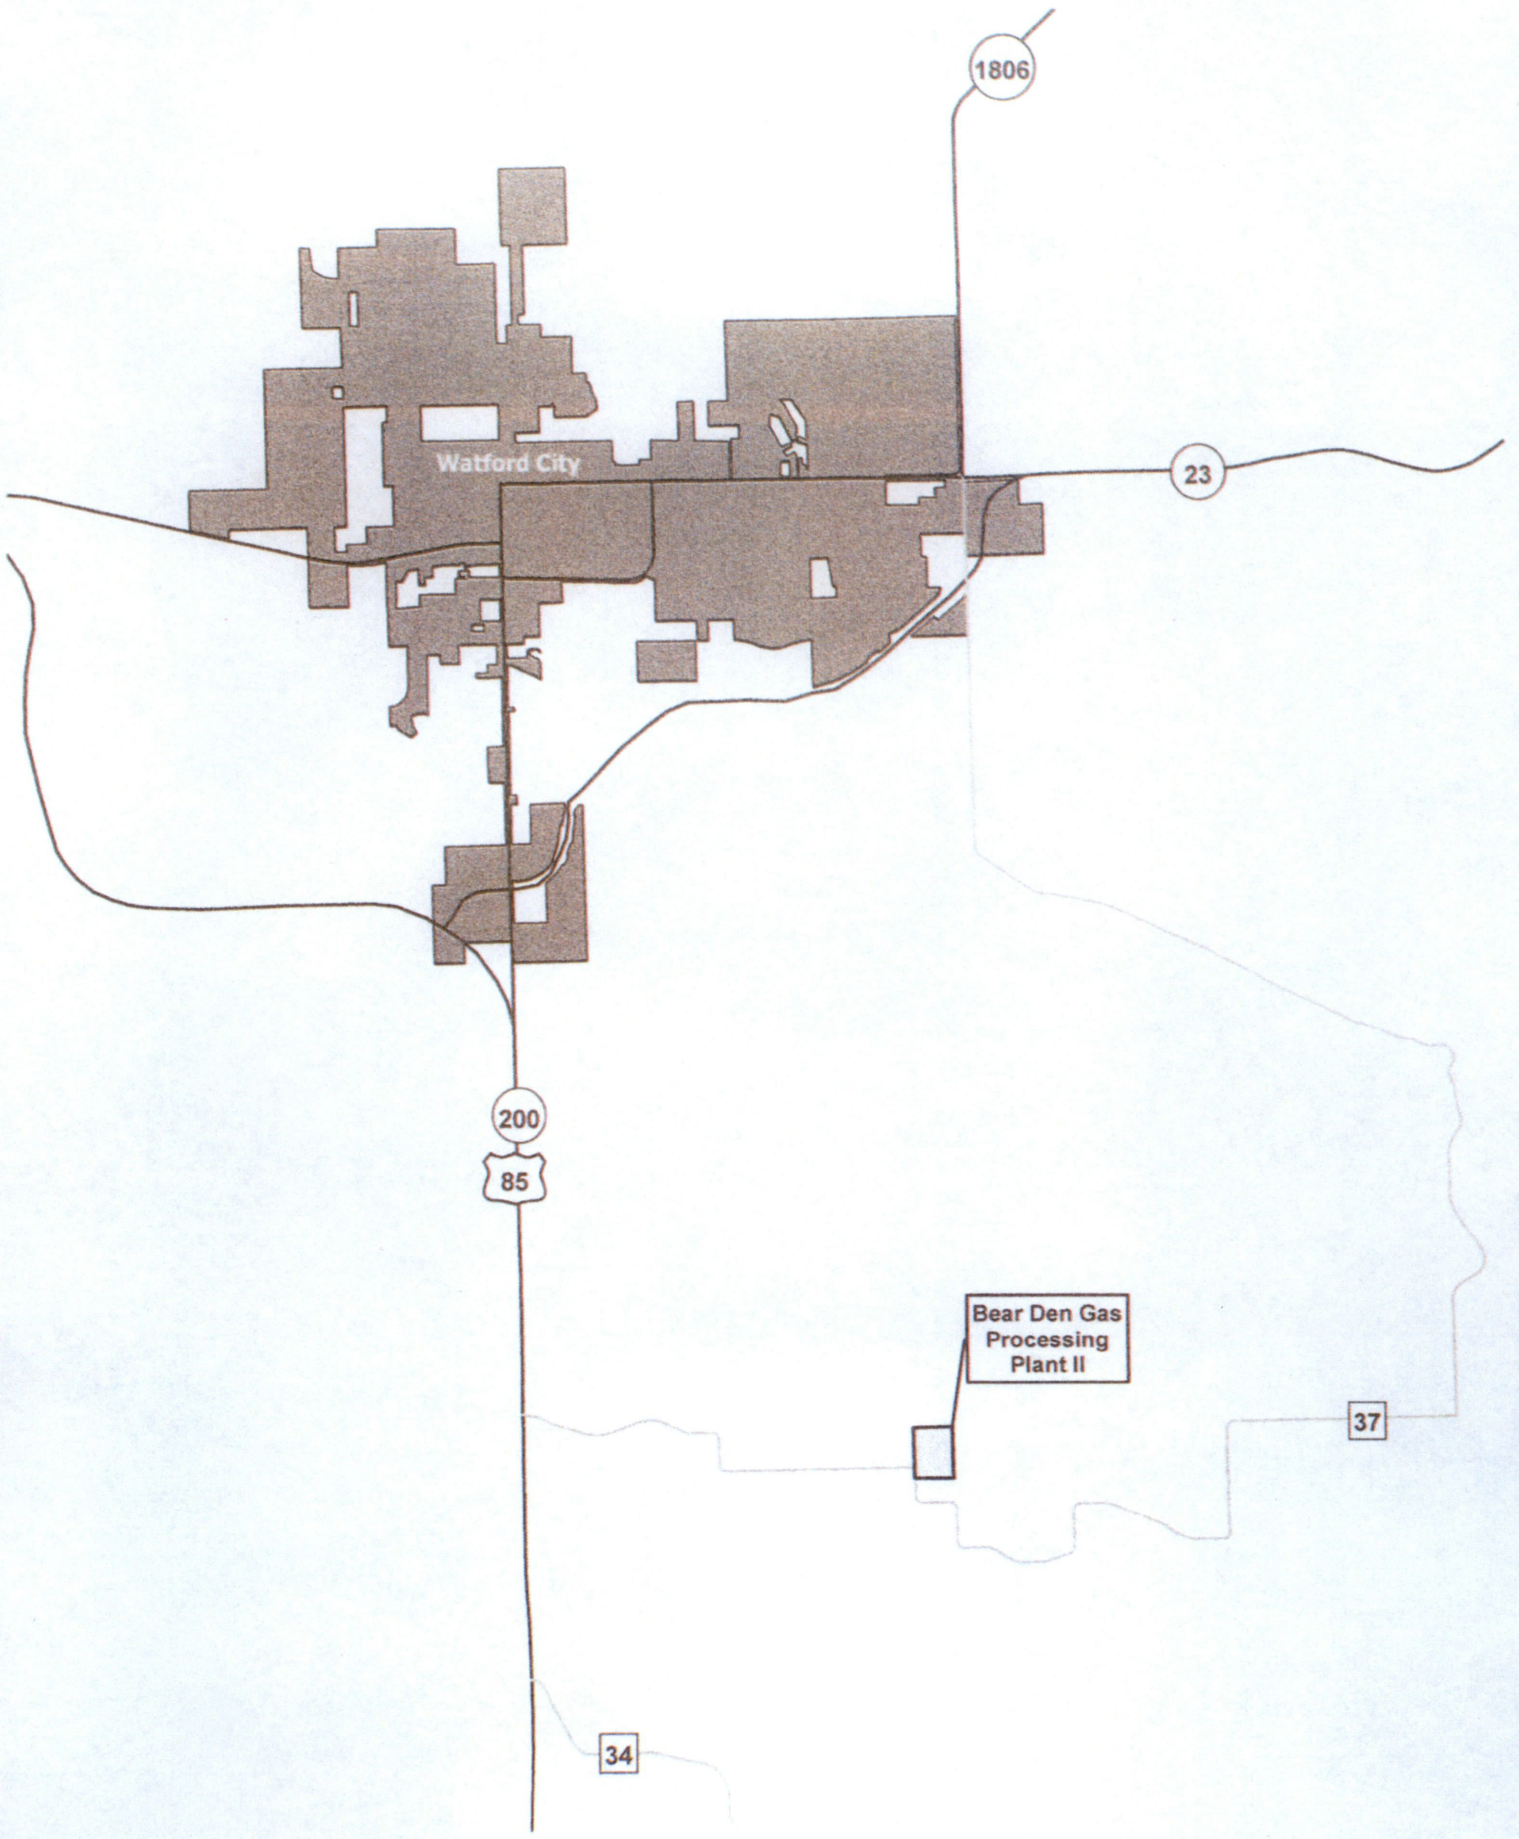 1806
Watford City
23
200
85
Bear Den Gas
Processing
Plant II
37
34